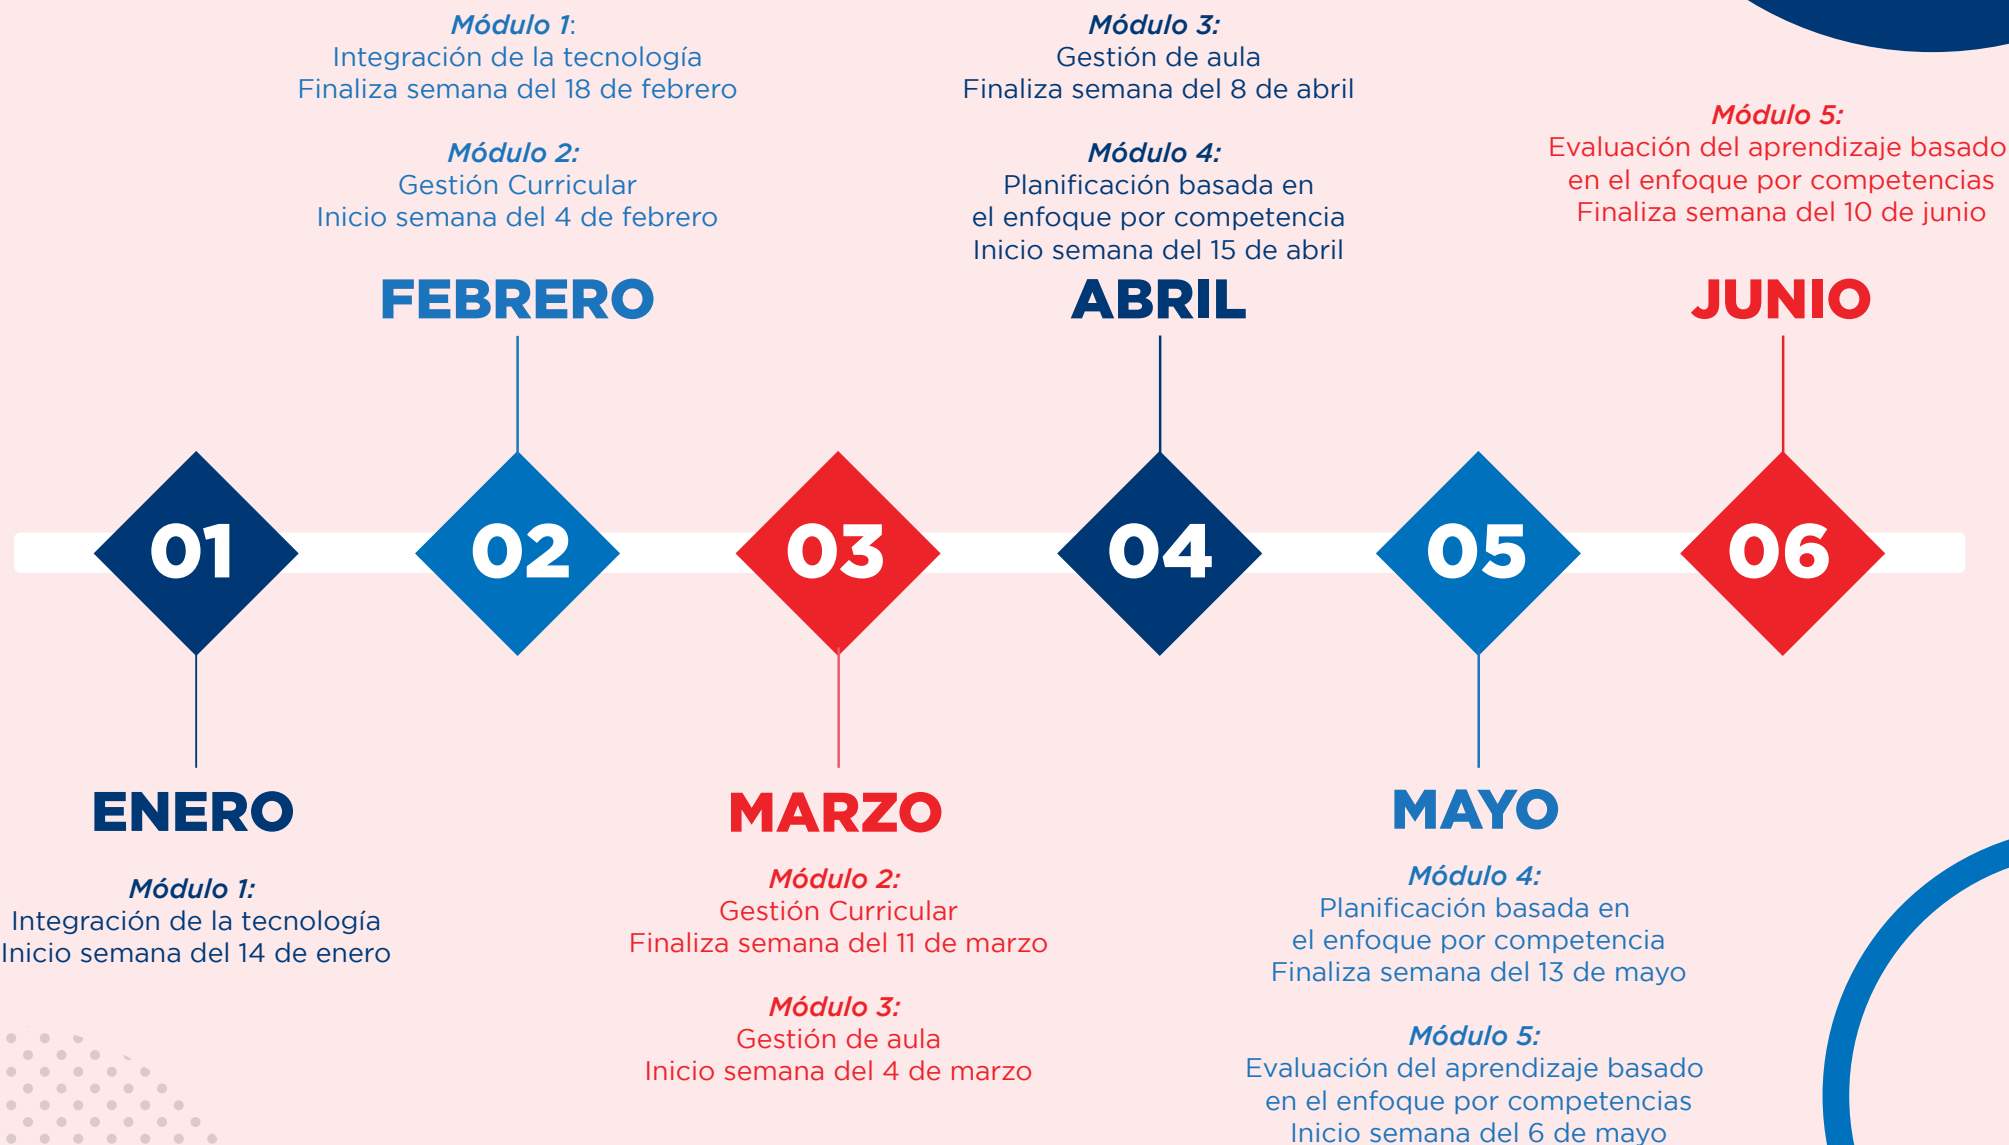 Módulo 1:
Integración de la tecnología
Finaliza semana del 18 de febrero
Módulo 2:
Gestión Curricular
Inicio semana del 4 de febrero
FEBRERO
Módulo 3:
Gestión de aula
Finaliza semana del 8 de abril
Módulo 4:
Planificación basada en
el enfoque por competencia
Inicio semana del 15 de abril
ABRIL
Módulo 5:
Evaluación del aprendizaje basado
en el enfoque por competencias
Finaliza semana del 10 de junio
JUNIO
01
02
03
04
05
06
ENERO
Módulo 1:
Integración de la tecnología
Inicio semana del 14 de enero
MARZO
Módulo 2:
Gestión Curricular
Finaliza semana del 11 de marzo
Módulo 3:
Gestión de aula
Inicio semana del 4 de marzo
MAYO
Módulo 4:
Planificación basada en
el enfoque por competencia
Finaliza semana del 13 de mayo
Módulo 5:
Evaluación del aprendizaje basado
en el enfoque por competencias
Inicio semana del 6 de mayo